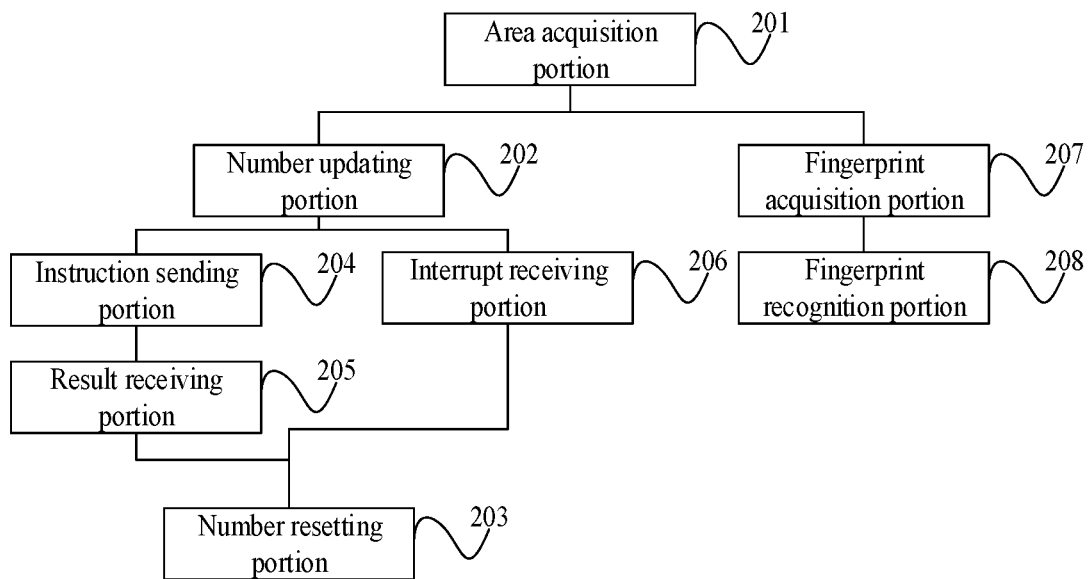 Area acquisition
portion
201
Number updating
portion
202
Fingerprint
acquisition portion
207
Instruction sending
portion
204
Interrupt receiving
portion
206
Fingerprint
recognition portion
208
Result receiving
portion
205
Number resetting
portion
203